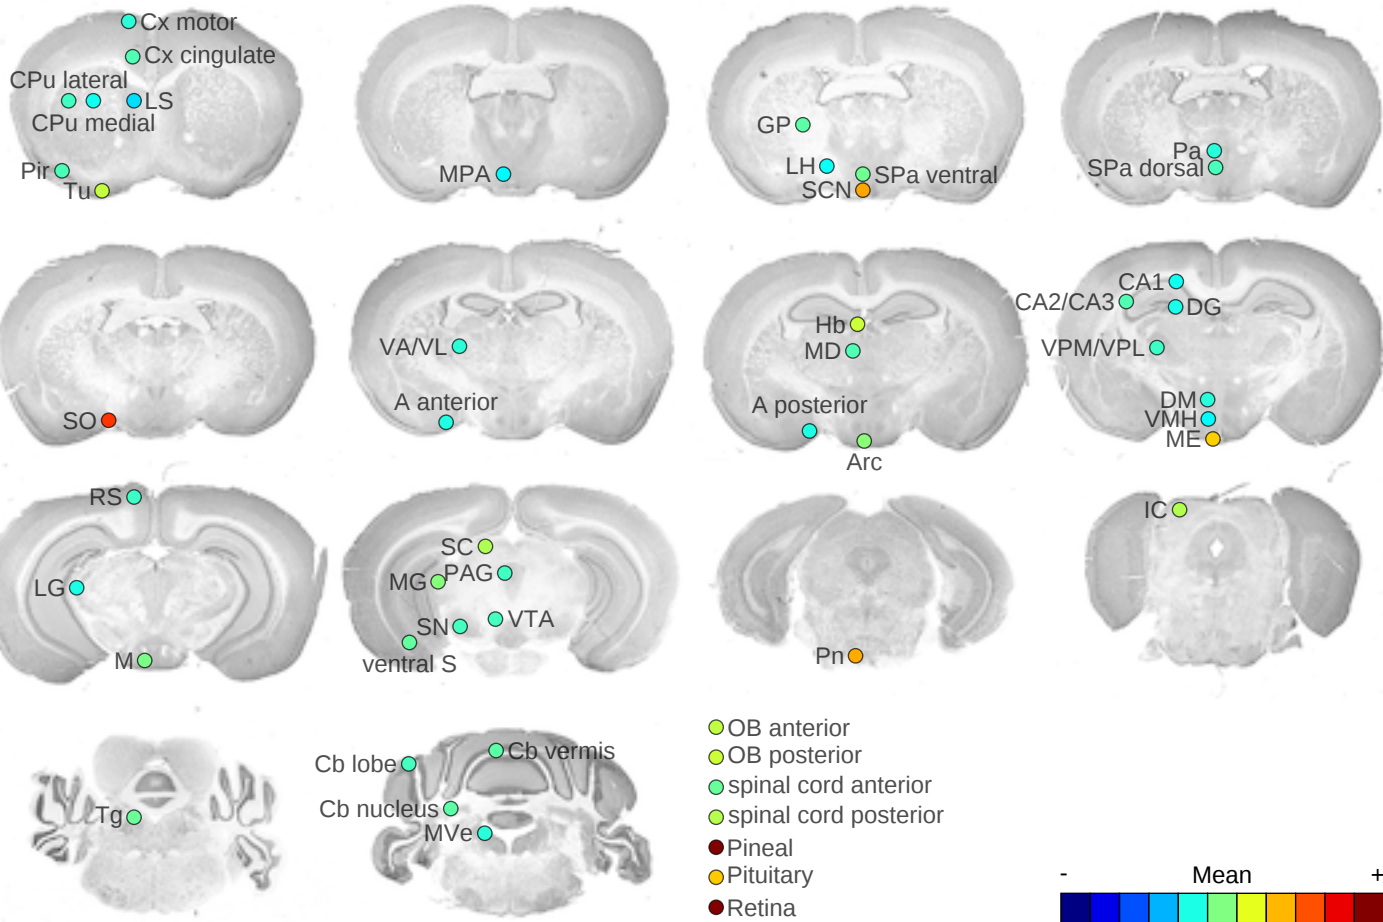 Cx motor
Cx cingulate
CPu lateral
LS
CPu medial
Pir
Tu
MPA
GP
LH
SPa ventral
SCN
Pa
SPa dorsal
SO
VA/VL
A anterior
Hb
MD
A posterior
Arc
CA1
CA2/CA3
DG
VPM/VPL
DM
VMH
ME
RS
LG
M
SC
PAG
MG
VTA
SN
ventral S
Pn
IC
Tg
Cb vermis
Cb lobe
Cb nucleus
MVe
OB anterior
OB posterior
spinal cord anterior
spinal cord posterior
Pineal
Pituitary
Retina
- Mean +